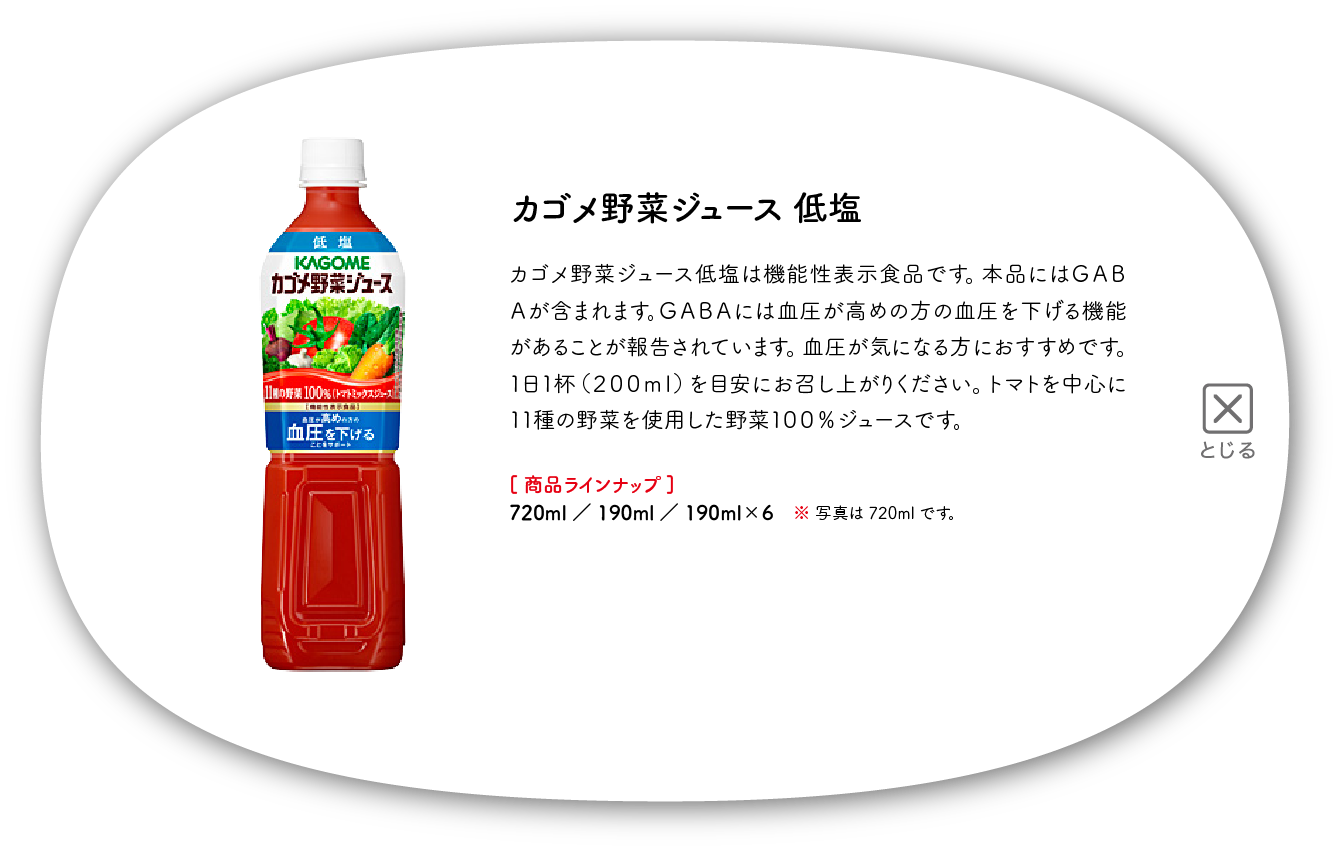 低塩
KAGOME
カゴメ野菜ジュース
11種の野菜100%(トマトミックスジュース)
[機能性表示食品]
血圧が高めの方の
血圧を下げる
ことをサポート
カゴメ野菜ジュース 低塩
カゴメ野菜ジュース低塩は機能性表示食品です。本品にはGAB
Aが含まれます。GABAには血圧が高めの方の血圧を下げる機能
があることが報告されています。血圧が気になる方におすすめです。
1日1杯（200ml）を目安にお召し上がりください。トマトを中心に
11種の野菜を使用した野菜100％ジュースです。
[ 商品ラインナップ ]
720ml ／ 190ml ／ 190ml×6 ※ 写真は 720ml です。
とじる